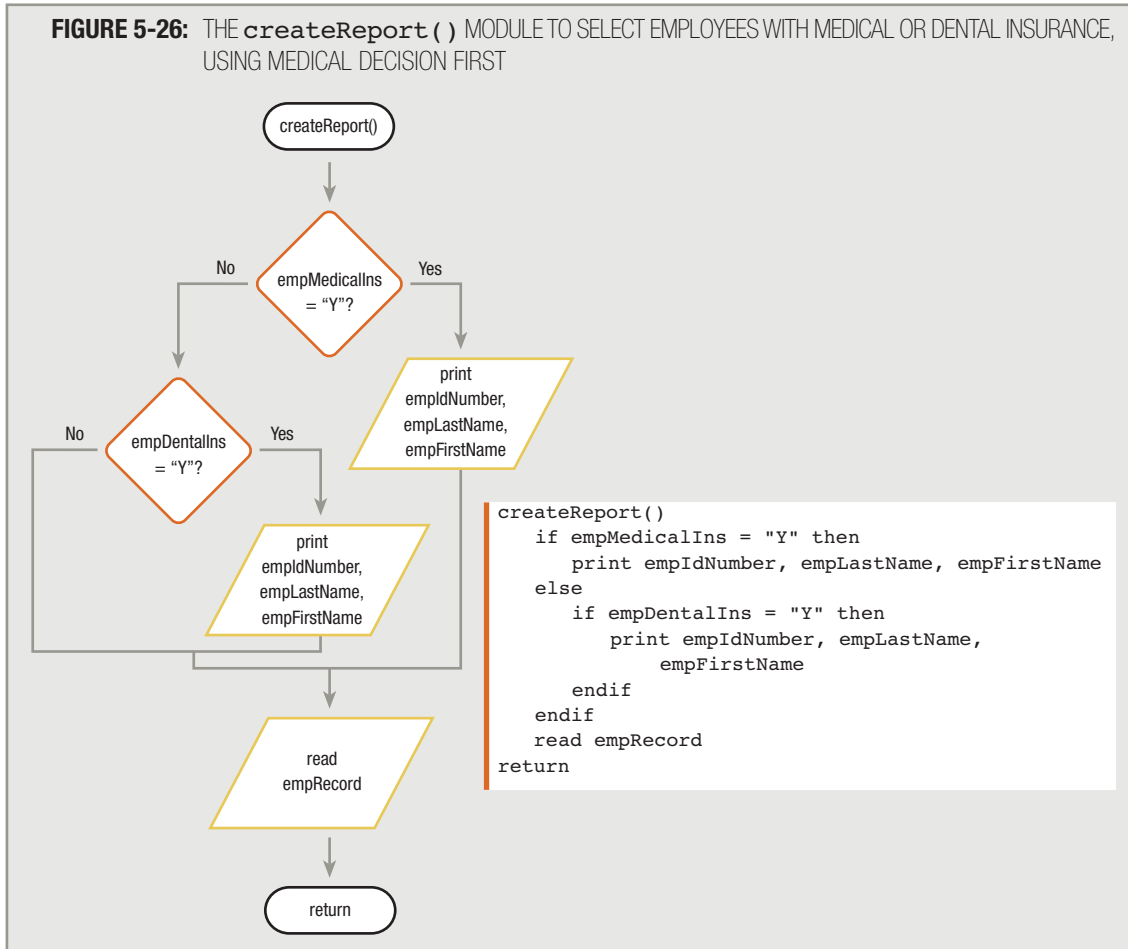 FIGURE 5-26: THE createReport() MODULE TO SELECT EMPLOYEES WITH MEDICAL OR DENTAL INSURANCE,
USING MEDICAL DECISION FIRST
createReport()
No
empMedicalIns
= “Y”?
Yes
print
empIdNumber,
empLastName,
empFirstName
No
empDentalIns
= “Y”?
Yes
print
empIdNumber,
empLastName,
empFirstName
read
empRecord
return
createReport()
if empMedicalIns = "Y" then
print empIdNumber, empLastName, empFirstName
else
if empDentalIns = "Y" then
print empIdNumber, empLastName,
empFirstName
endif
endif
read empRecord
return